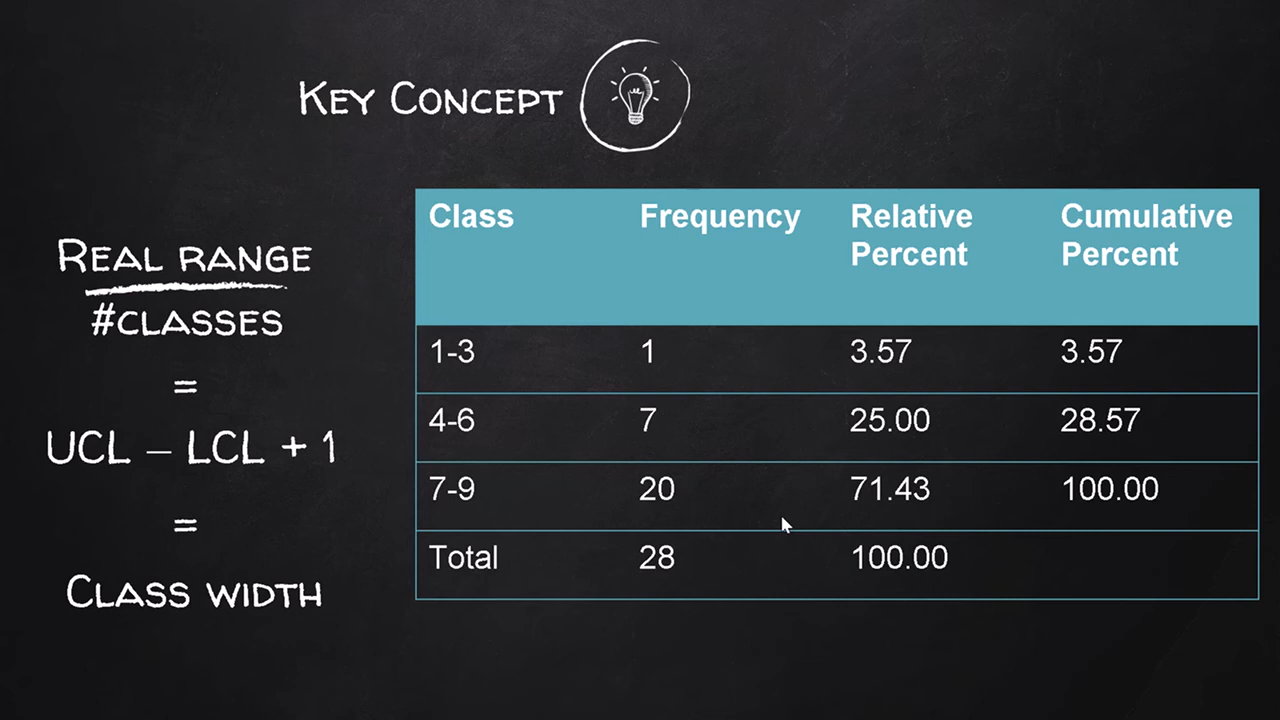 Key Concept
Real range
#classes
=
UCL – LCL + 1
=
Class width
Class Frequency Relative Percent Cumulative Percent
1-3 1 3.57 3.57
4-6 7 25.00 28.57
7-9 20 71.43 100.00
Total 28 100.00